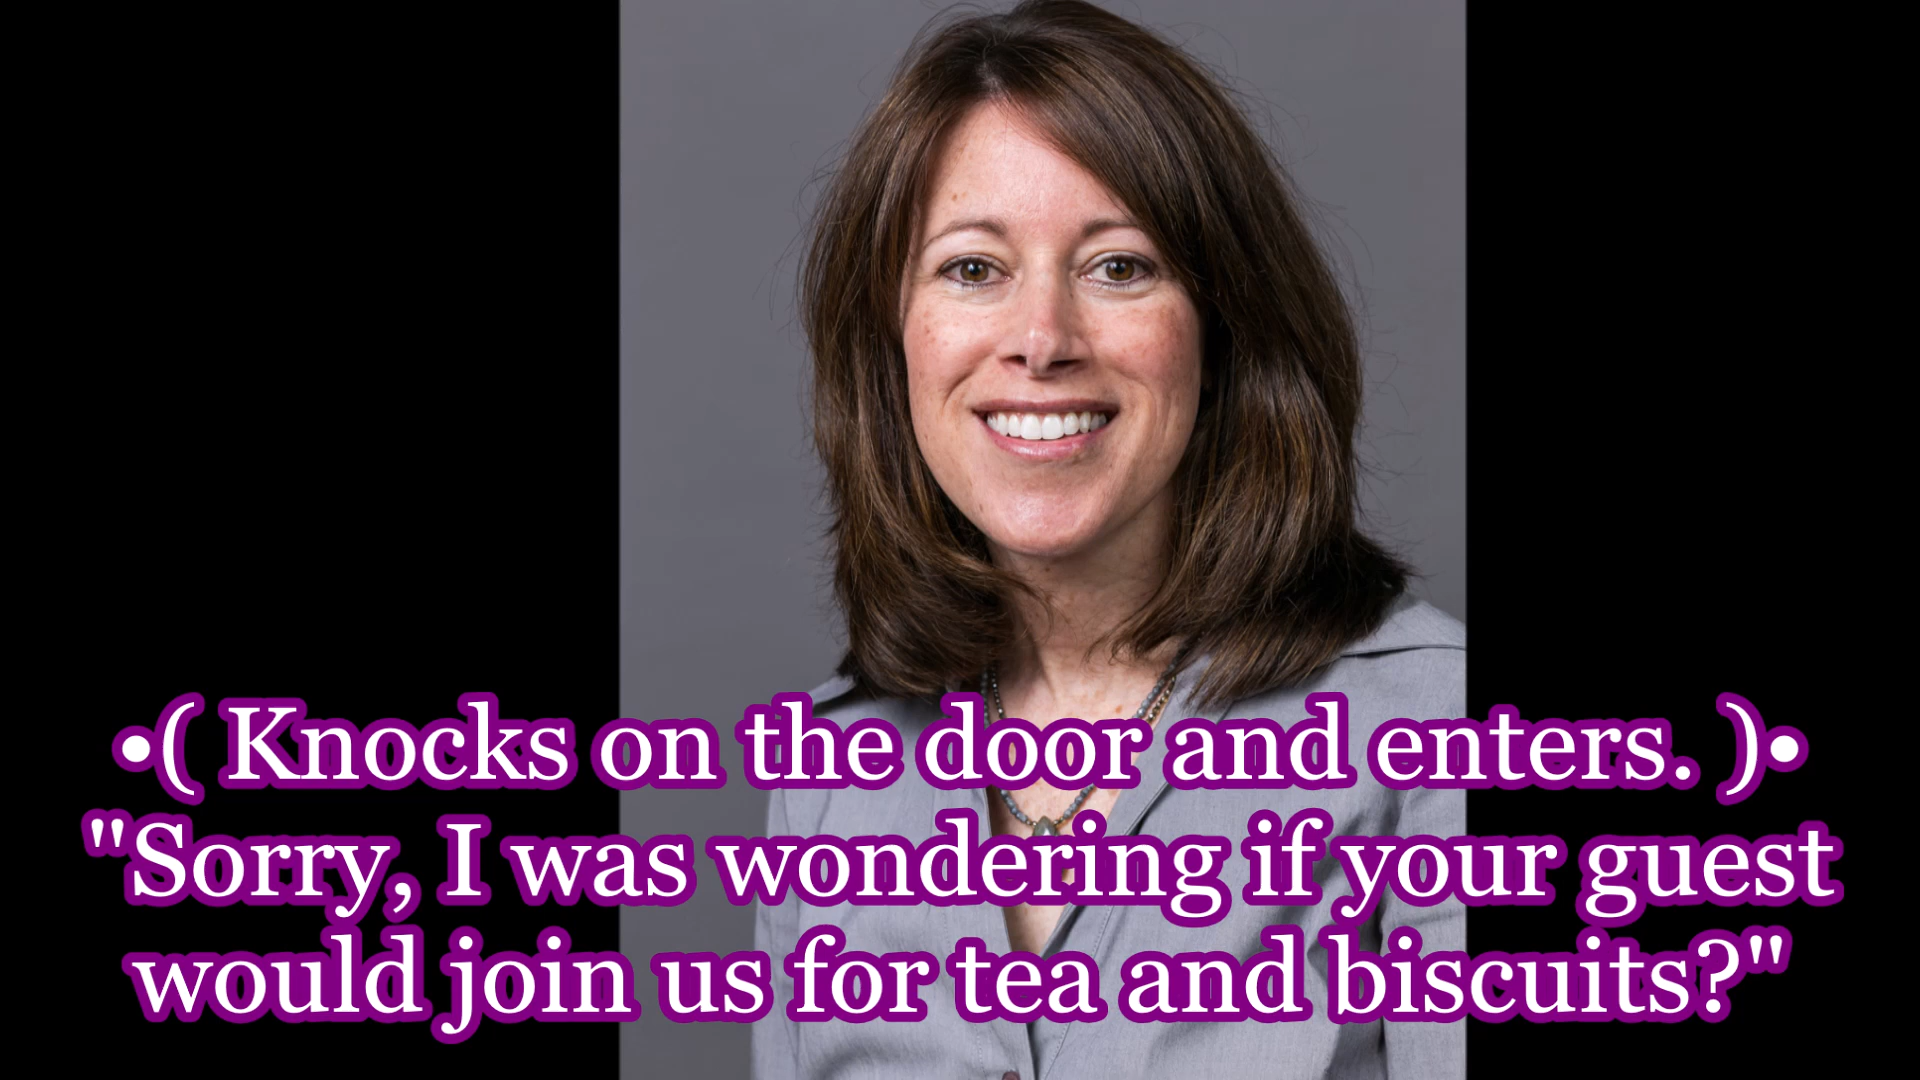 •( Knocks on the door and enters. )•
"Sorry, I was wondering if your guest
would join us for tea and biscuits?"